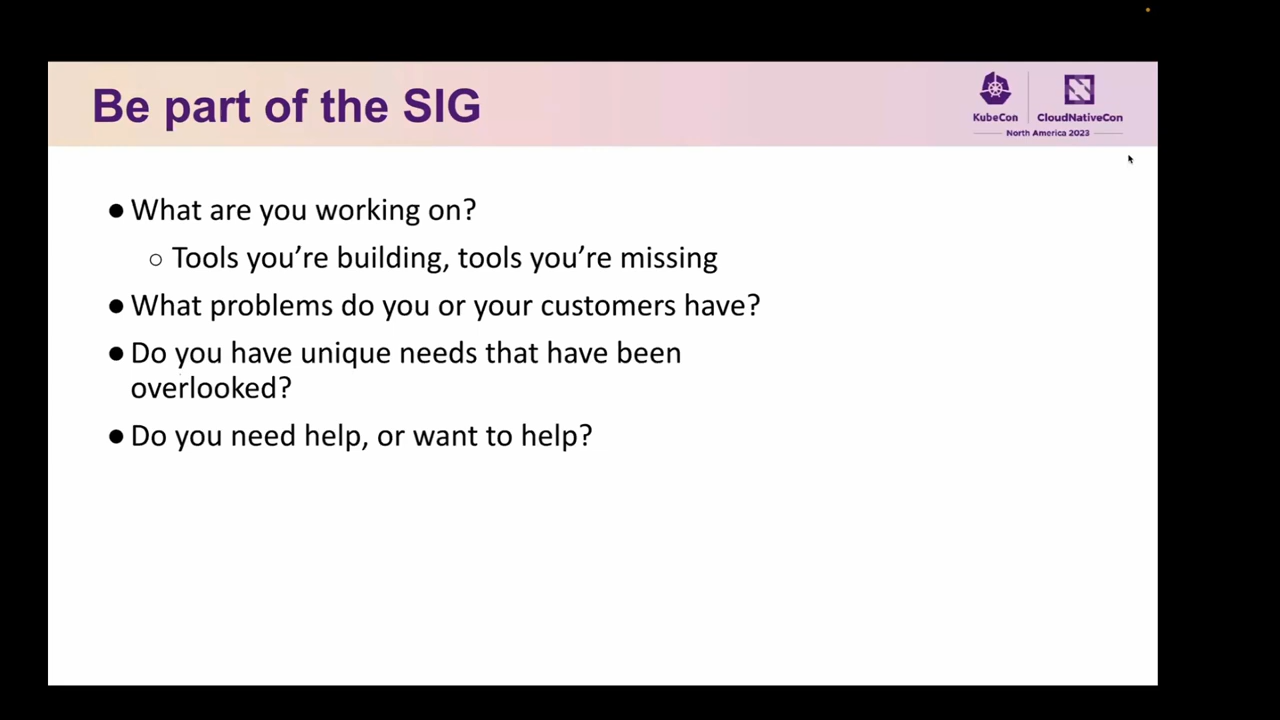 Be part of the SIG
KubeCon
CloudNativeCon
North America 2023
● What are you working on?
○ Tools you’re building, tools you’re missing
● What problems do you or your customers have?
● Do you have unique needs that have been
overlooked?
● Do you need help, or want to help?